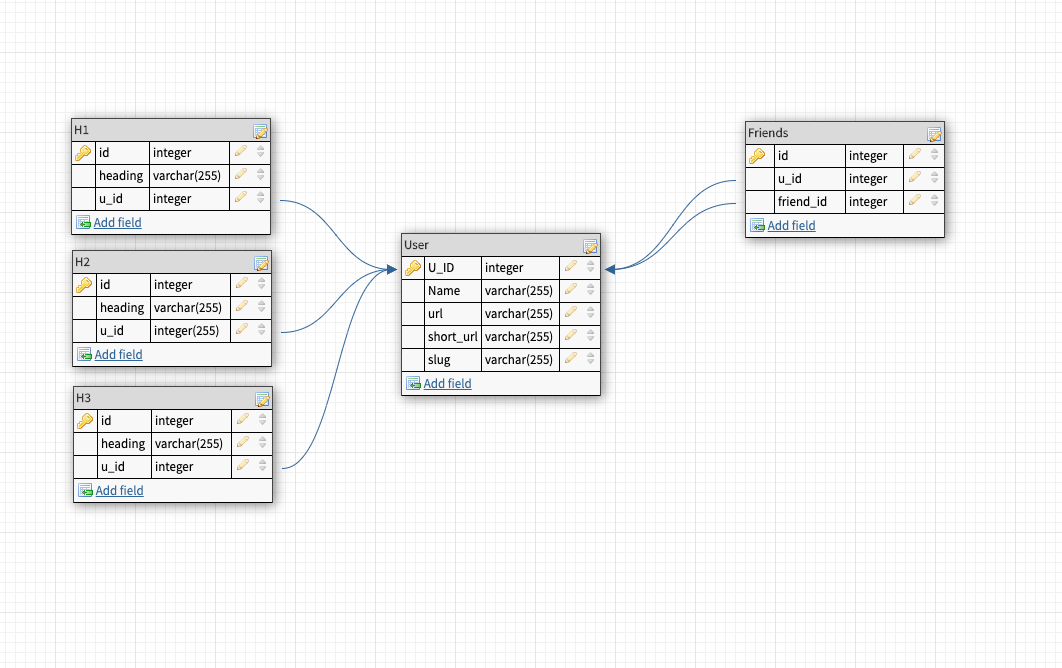 H1
id integer
heading varchar(255)
u_id integer
Add field
H2
id integer
heading varchar(255)
u_id integer(255)
Add field
H3
id integer
heading varchar(255)
u_id integer
Add field
User
U_ID integer
Name varchar(255)
url varchar(255)
short_url varchar(255)
slug varchar(255)
Add field
Friends
id integer
u_id integer
friend_id integer
Add field